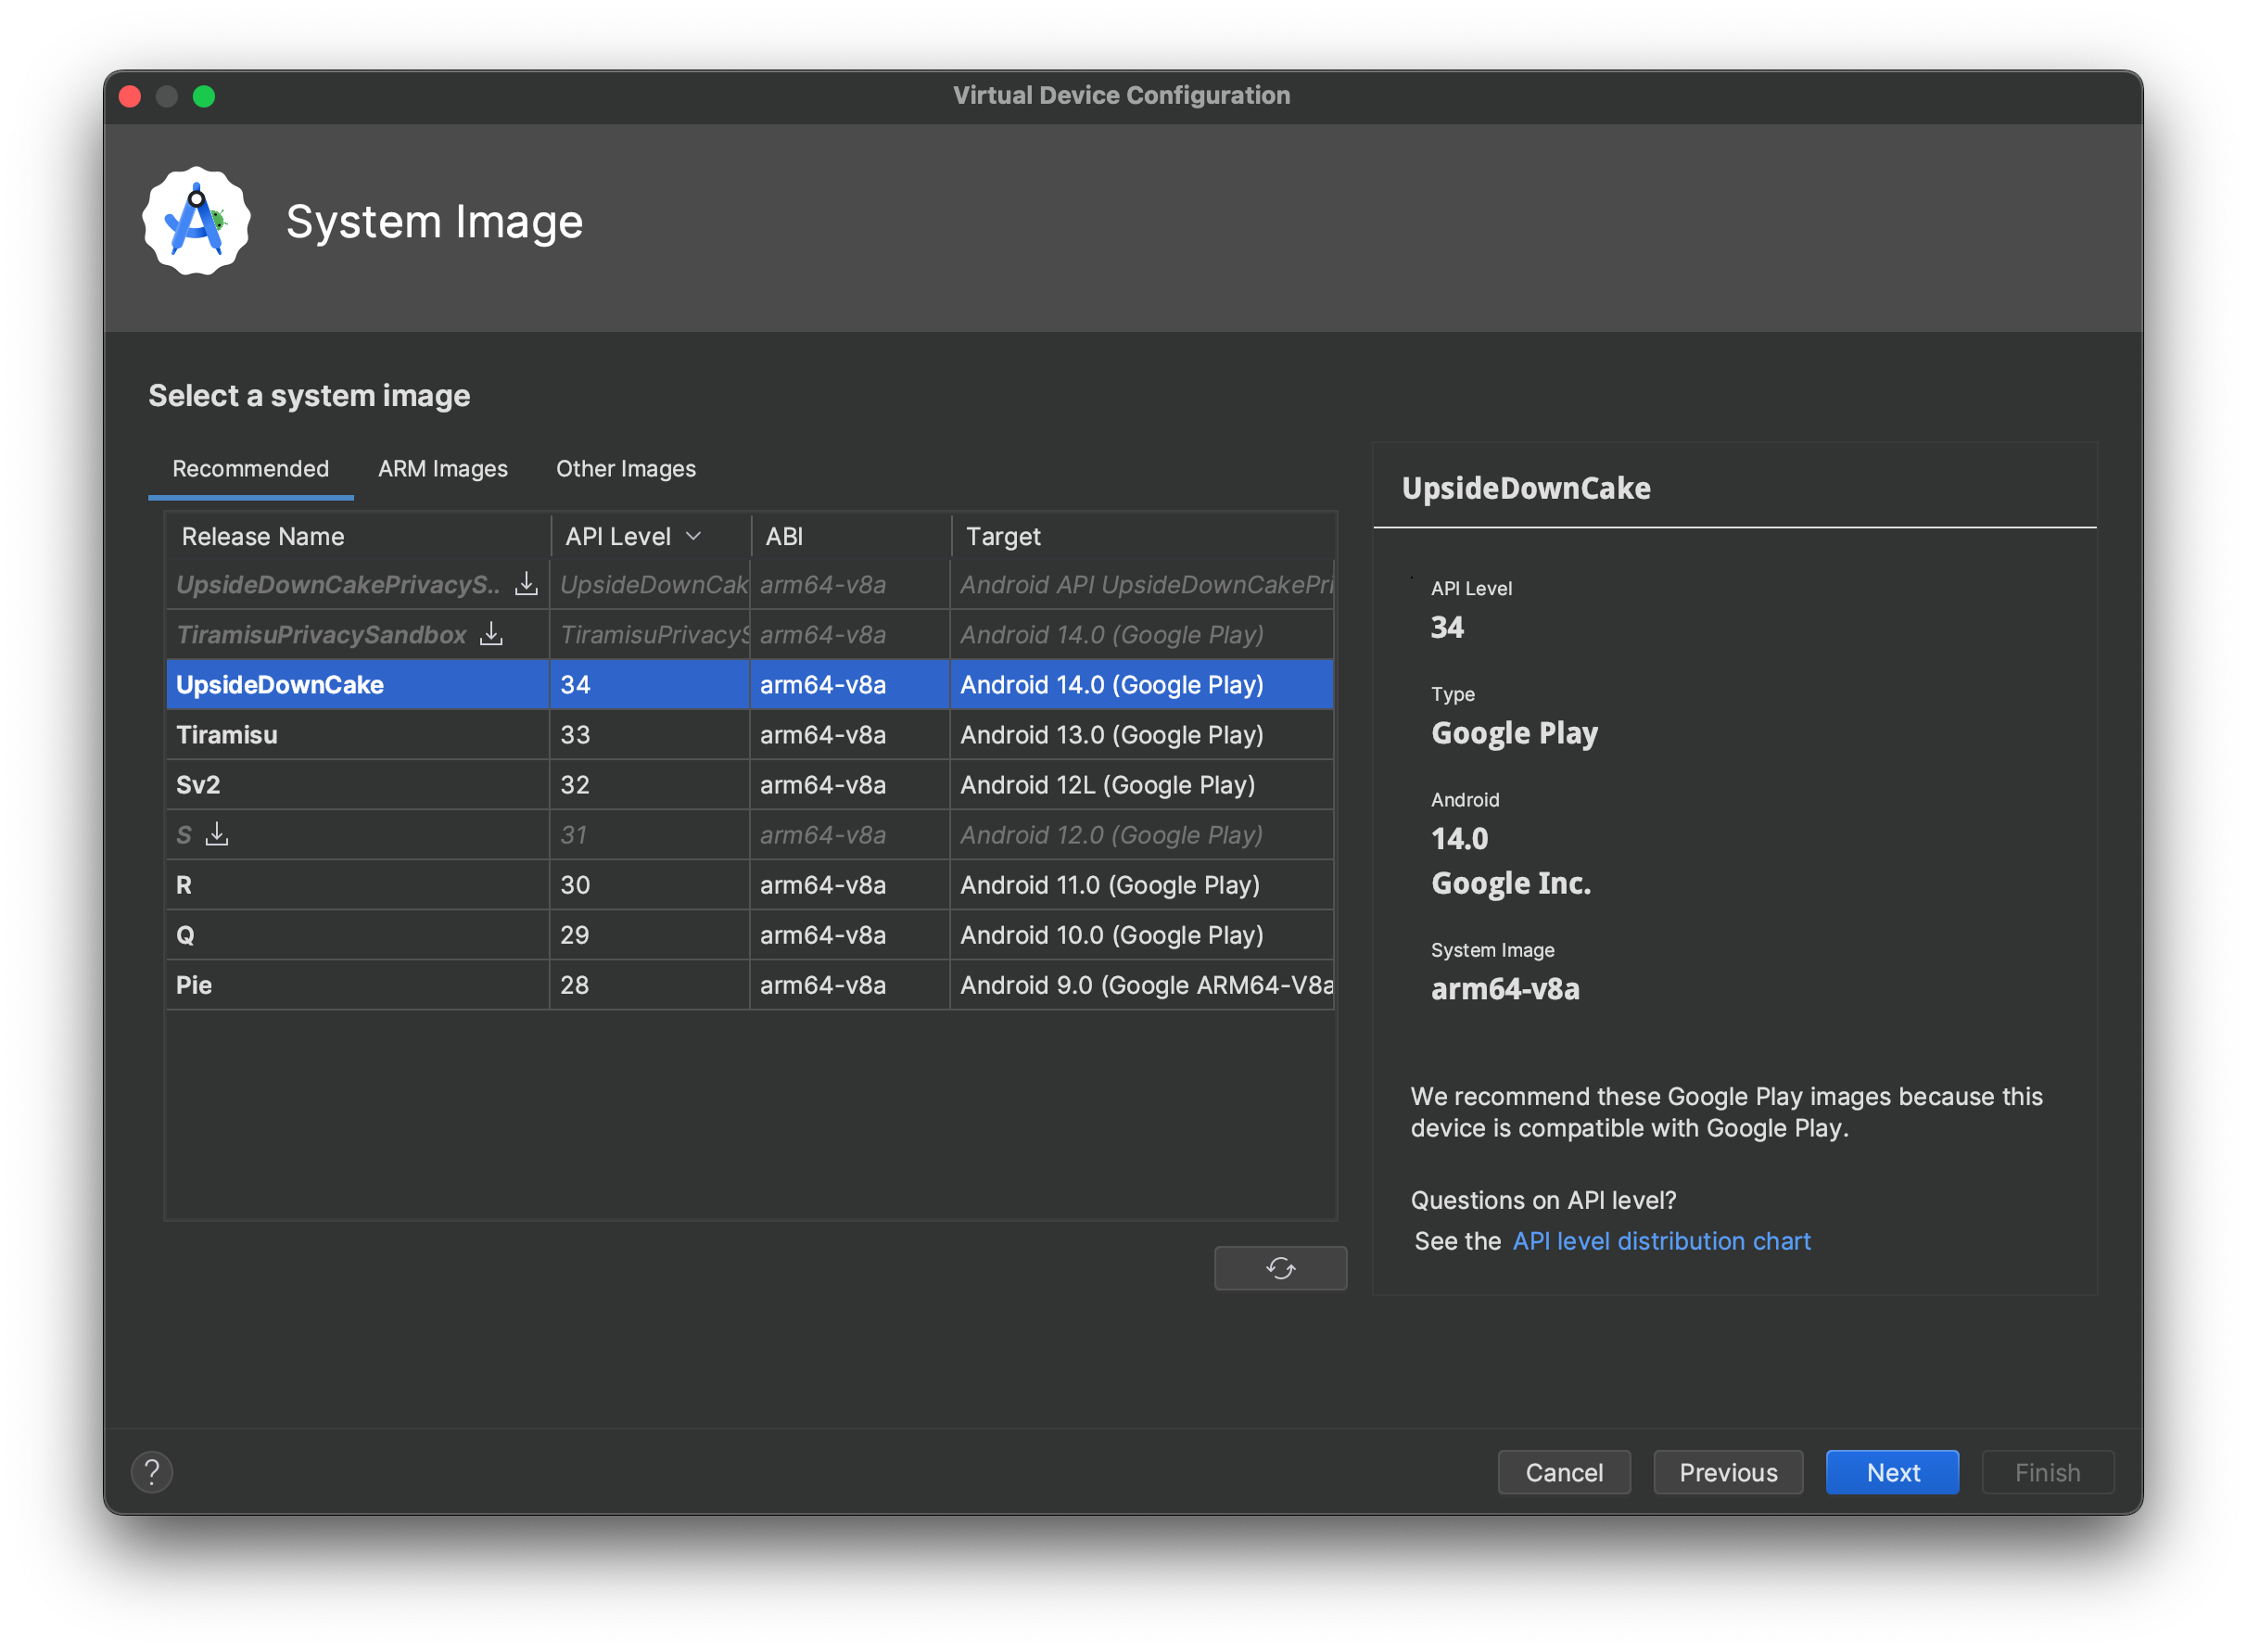 Virtual Device Configuration
System Image
Select a system image
Recommended ARM Images Other Images
Release Name API Level ABI Target
UpsideDownCakePrivacyS.. UpsideDownCak arm64-v8a Android API UpsideDownCakePri
TiramisuPrivacySandbox TiramisuPrivacyS arm64-v8a Android 14.0 (Google Play)
UpsideDownCake 34 arm64-v8a Android 14.0 (Google Play)
Tiramisu 33 arm64-v8a Android 13.0 (Google Play)
Sv2 32 arm64-v8a Android 12L (Google Play)
S 31 arm64-v8a Android 12.0 (Google Play)
R 30 arm64-v8a Android 11.0 (Google Play)
Q 29 arm64-v8a Android 10.0 (Google Play)
Pie 28 arm64-v8a Android 9.0 (Google ARM64-V8a
UpsideDownCake
API Level
34
Type
Google Play
Android
14.0
Google Inc.
System Image
arm64-v8a
We recommend these Google Play images because this
device is compatible with Google Play.
Questions on API level?
See the API level distribution chart
? Cancel Previous Next Finish